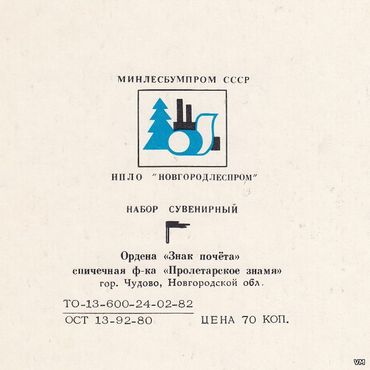 МИНЛЕСБУМПРОМ СССР
НПЛО "НОВГОРОДЛЕСПРОМ"
НАБОР СУВЕНИРНЫЙ
Ордена «Знак почёта»
спичечная ф-ка «Пролетарское знамя»
гор. Чудово, Новгородской обл.
ТО-13-600-24-02-82
ОСТ 13-92-80 ЦЕНА 70 КОП.
VM